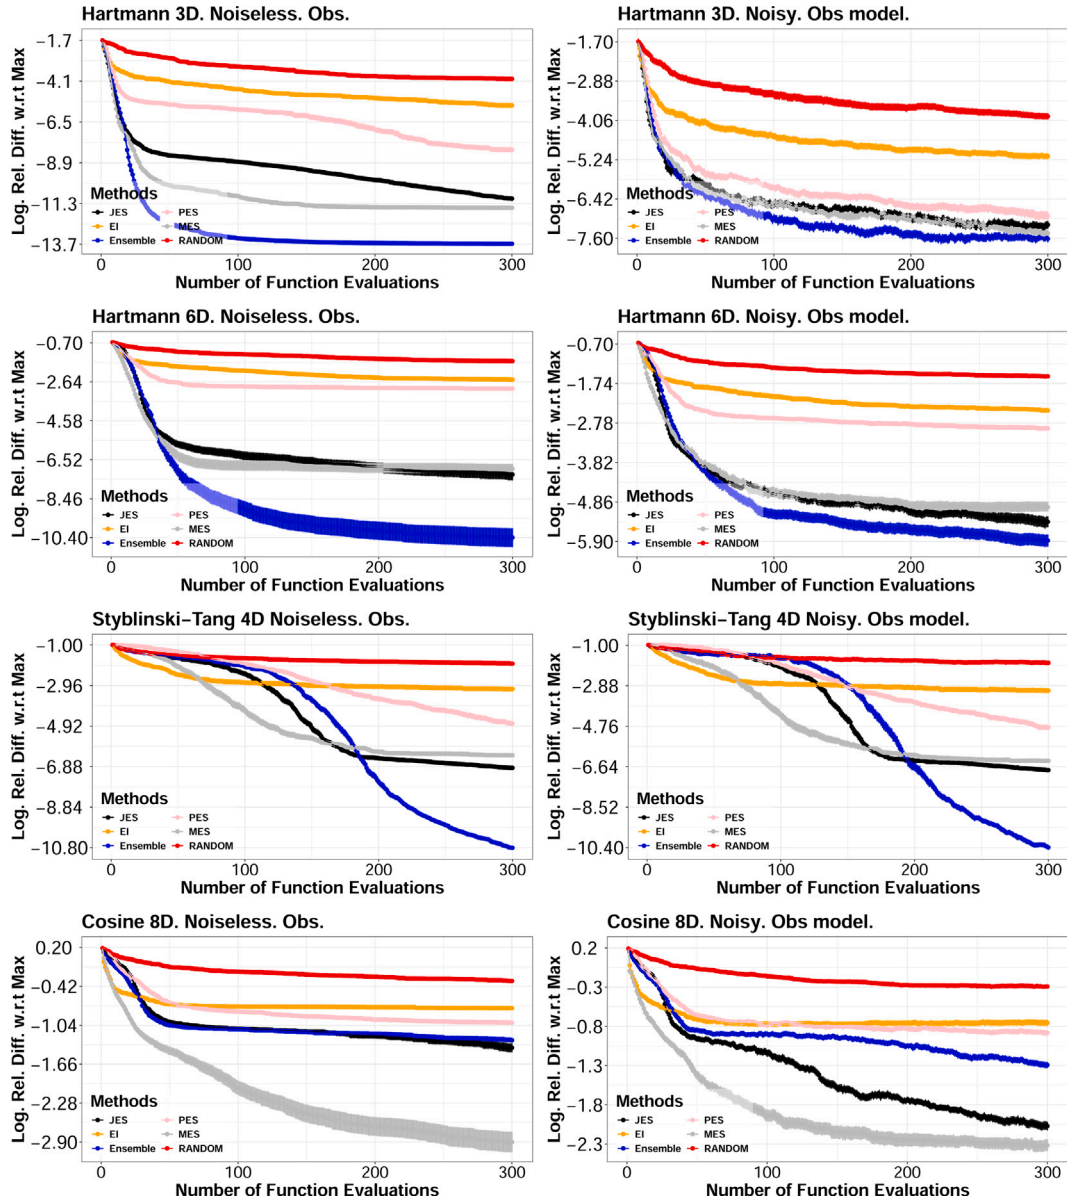 Hartmann 3D. Noiseless. Obs.
Log. Rel. Diff. w.r.t Max
−1.7
−4.1
−6.5
−8.9
−11.3
−13.7
Methods
JES PES
EI MES
Ensemble RANDOM
0 100 200 300
Number of Function Evaluations
Hartmann 3D. Noisy. Obs model.
Log. Rel. Diff. w.r.t Max
−1.70
−2.88
−4.06
−5.24
−6.42
−7.60
Methods
JES PES
EI MES
Ensemble RANDOM
0 100 200 300
Number of Function Evaluations
Hartmann 6D. Noiseless. Obs.
Log. Rel. Diff. w.r.t Max
−0.70
−2.64
−4.58
−6.52
−8.46
−10.40
Methods
JES PES
EI MES
Ensemble RANDOM
0 100 200 300
Number of Function Evaluations
Hartmann 6D. Noisy. Obs model.
Log. Rel. Diff. w.r.t Max
−0.70
−1.74
−2.78
−3.82
−4.86
−5.90
Methods
JES PES
EI MES
Ensemble RANDOM
0 100 200 300
Number of Function Evaluations
Styblinski−Tang 4D Noiseless. Obs.
Log. Rel. Diff. w.r.t Max
−1.00
−2.96
−4.92
−6.88
−8.84
−10.80
Methods
JES PES
EI MES
Ensemble RANDOM
0 100 200 300
Number of Function Evaluations
Styblinski−Tang 4D Noisy. Obs model.
Log. Rel. Diff. w.r.t Max
−1.00
−2.88
−4.76
−6.64
−8.52
−10.40
Methods
JES PES
EI MES
Ensemble RANDOM
0 100 200 300
Number of Function Evaluations
Cosine 8D. Noiseless. Obs.
Log. Rel. Diff. w.r.t Max
0.20
−0.42
−1.04
−1.66
−2.28
−2.90
Methods
JES PES
EI MES
Ensemble RANDOM
0 100 200 300
Number of Function Evaluations
Cosine 8D. Noisy. Obs model.
Log. Rel. Diff. w.r.t Max
0.2
−0.3
−0.8
−1.3
−1.8
−2.3
Methods
JES PES
EI MES
Ensemble RANDOM
0 100 200 300
Number of Function Evaluations